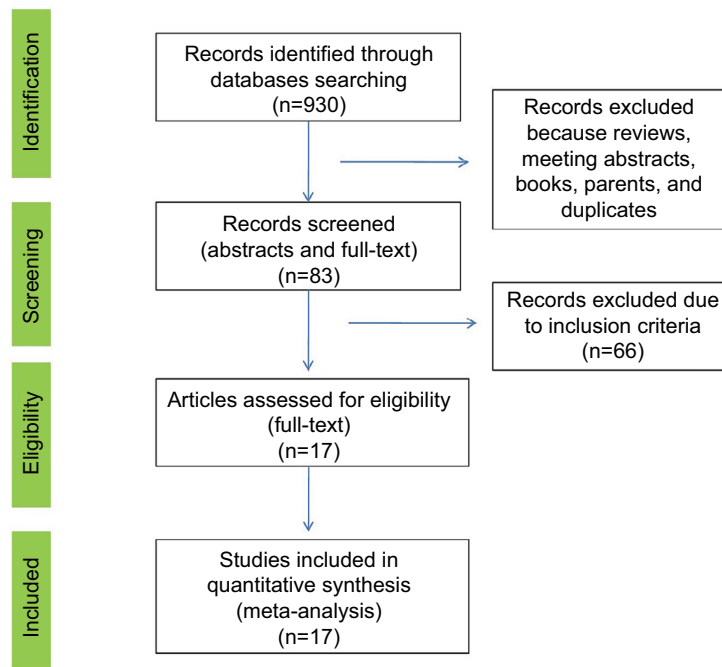 Identification
Records identified through
databases searching
(n=930)
Records excluded
because reviews,
meeting abstracts,
books, parents, and
duplicates
Screening
Records screened
(abstracts and full-text)
(n=83)
Records excluded due
to inclusion criteria
(n=66)
Eligibility
Articles assessed for eligibility
(full-text)
(n=17)
Included
Studies included in
quantitative synthesis
(meta-analysis)
(n=17)